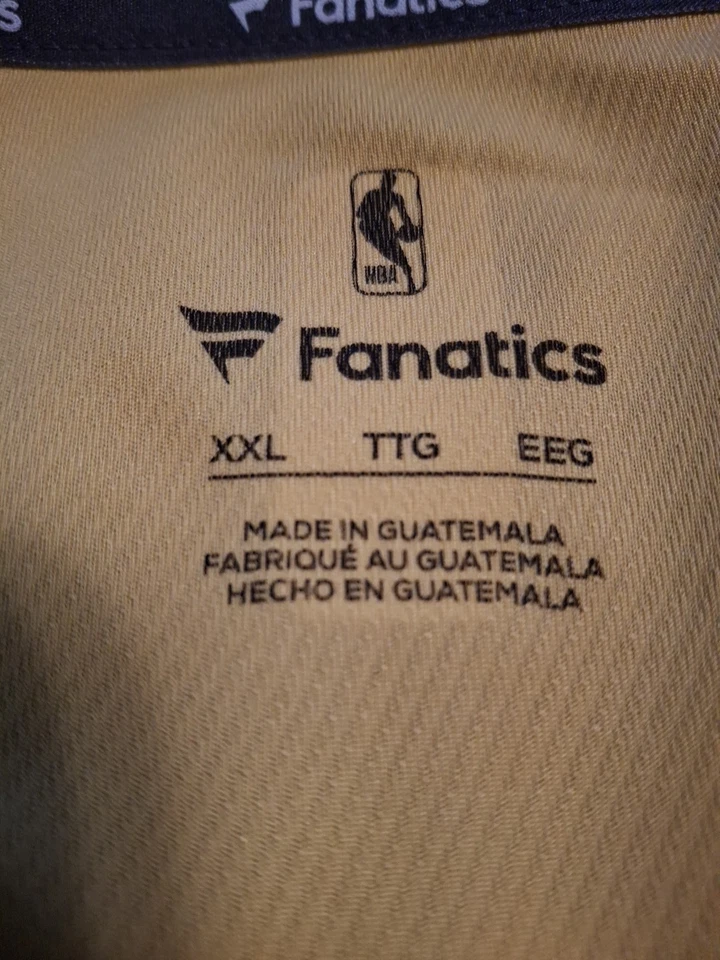 s Fanatics
NBA
Fanatics
XXL TTG EEG
MADE IN GUATEMALA
FABRIQUÉ AU GUATEMALA
HECHO EN GUATEMALA